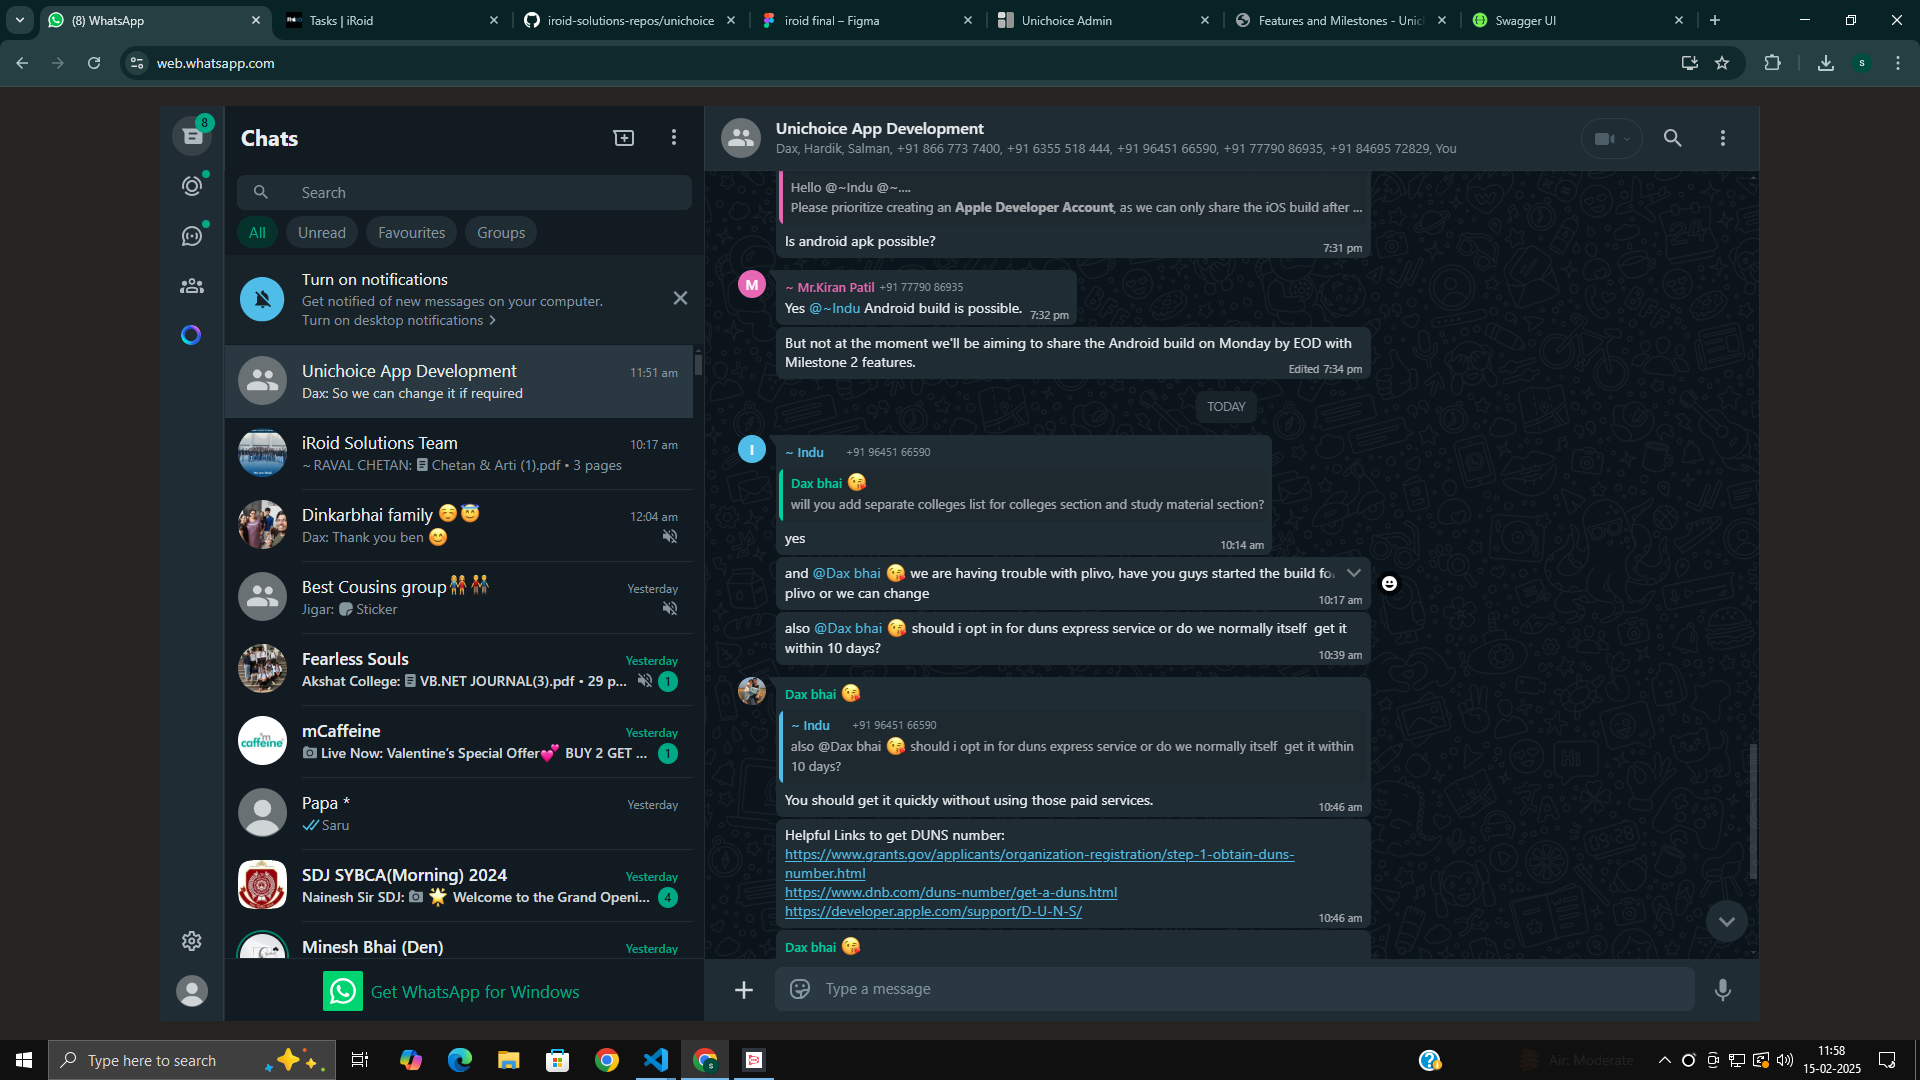 (8) WhatsApp
Tasks | iRoid
iroid-solutions-repos/unichoice
iroid final – Figma
Unichoice Admin
Features and Milestones - Unic
Swagger UI
web.whatsapp.com
S
8
Chats
Search
All
Unread
Favourites
Groups
Turn on notifications
Get notified of new messages on your computer.
Turn on desktop notifications >
Unichoice App Development
11:51 am
Dax: So we can change it if required
iRoid Solutions Team
10:17 am
~ RAVAL CHETAN: Chetan & Arti (1).pdf • 3 pages
Dinkarbhai family ☺️😇
12:04 am
Dax: Thank you ben 😊
Best Cousins group👫👬
Yesterday
Jigar: Sticker
Fearless Souls
Yesterday
Akshat College: VB.NET JOURNAL(3).pdf • 29 p...
1
mCaffeine
Yesterday
Live Now: Valentine's Special Offer💕 BUY 2 GET ...
1
caffeine
Papa *
Yesterday
Saru
SDJ SYBCA(Morning) 2024
Yesterday
Nainesh Sir SDJ: 🌟 Welcome to the Grand Openi...
4
Minesh Bhai (Den)
Yesterday
Get WhatsApp for Windows
Unichoice App Development
Dax, Hardik, Salman, +91 866 773 7400, +91 6355 518 444, +91 96451 66590, +91 77790 86935, +91 84695 72829, You
Hello @~Indu @~....
Please prioritize creating an Apple Developer Account, as we can only share the iOS build after ...
Is android apk possible?
7:31 pm
M
~ Mr.Kiran Patil +91 77790 86935
Yes @~Indu Android build is possible.
7:32 pm
But not at the moment we'll be aiming to share the Android build on Monday by EOD with
Milestone 2 features.
Edited 7:34 pm
TODAY
I
~ Indu +91 96451 66590
Dax bhai 😘
will you add separate colleges list for colleges section and study material section?
yes
10:14 am
and @Dax bhai 😘 we are having trouble with plivo, have you guys started the build fo
plivo or we can change
10:17 am
also @Dax bhai 😘 should i opt in for duns express service or do we normally itself get it
within 10 days?
10:39 am
Dax bhai 😘
~ Indu +91 96451 66590
also @Dax bhai 😘 should i opt in for duns express service or do we normally itself get it within
10 days?
You should get it quickly without using those paid services.
10:46 am
Helpful Links to get DUNS number:
https://www.grants.gov/applicants/organization-registration/step-1-obtain-duns-
number.html
https://www.dnb.com/duns-number/get-a-duns.html
https://developer.apple.com/support/D-U-N-S/
10:46 am
Dax bhai 😘
Type a message
Type here to search
Air: Moderate
11:58
15-02-2025